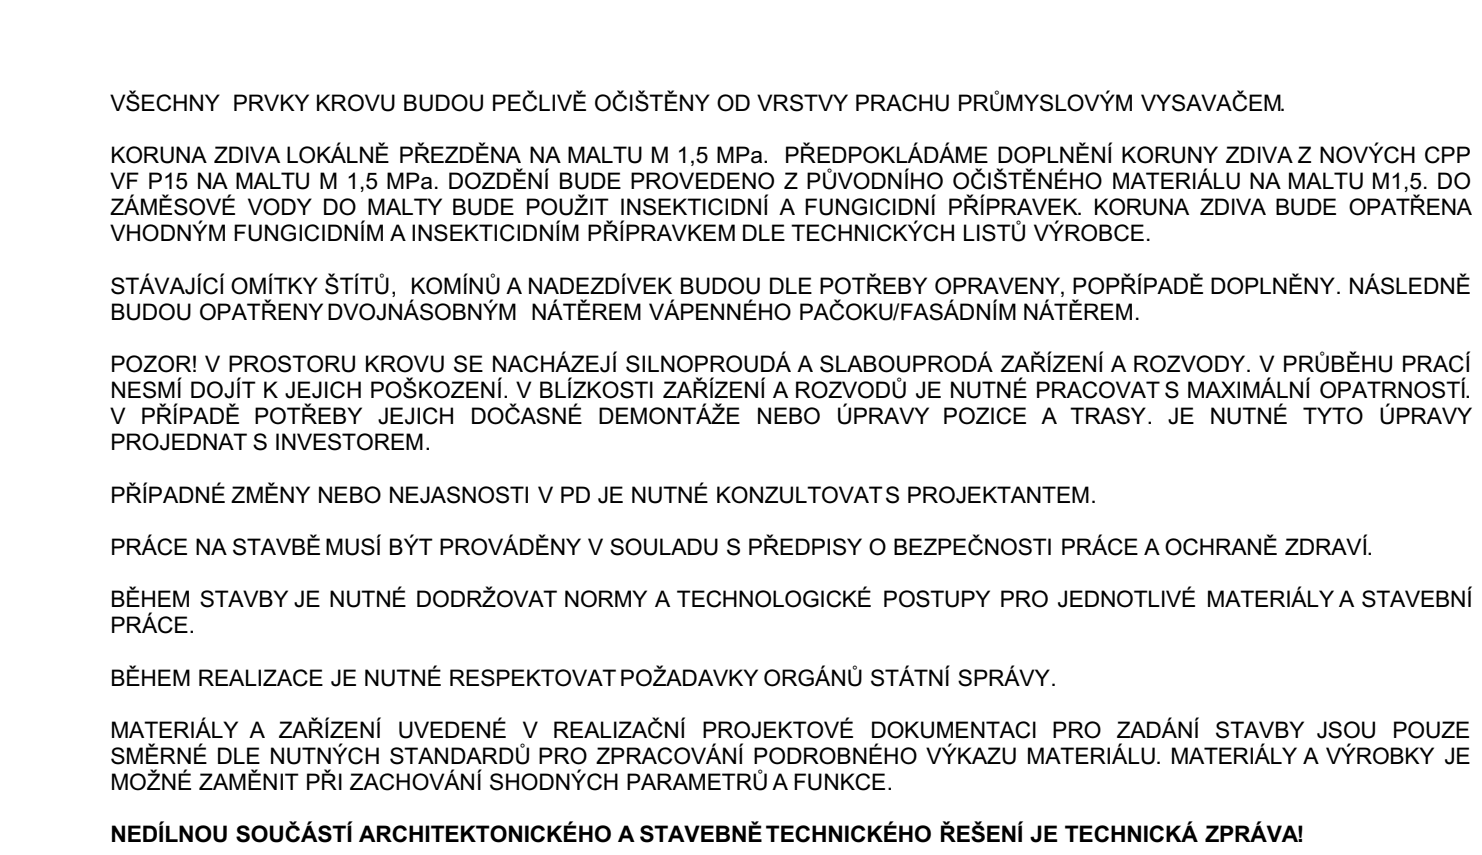 VŠECHNY PRVKY KROVU BUDOU PEČLIVĚ OČIŠTĚNY OD VRSTVY PRACHU PRŮMYSLOVÝM VYSAVAČEM.
KORUNA ZDIVA LOKÁLNĚ PŘEZDĚNA NA MALTU M 1,5 MPa. PŘEDPOKLÁDÁME DOPLNĚNÍ KORUNY ZDIVA Z NOVÝCH CPP
VF P15 NA MALTU M 1,5 MPa. DOZDĚNÍ BUDE PROVEDENO Z PŮVODNÍHO OČIŠTĚNÉHO MATERIÁLU NA MALTU M1,5. DO
ZÁMĚSOVÉ VODY DO MALTY BUDE POUŽIT INSEKTICIDNÍ A FUNGICIDNÍ PŘÍPRAVEK. KORUNA ZDIVA BUDE OPATŘENA
VHODNÝM FUNGICIDNÍM A INSEKTICIDNÍM PŘÍPRAVKEM DLE TECHNICKÝCH LISTŮ VÝROBCE.
STÁVAJÍCÍ OMÍTKY ŠTÍTŮ, KOMÍNŮ A NADEZDÍVEK BUDOU DLE POTŘEBY OPRAVENY, POPŘÍPADĚ DOPLNĚNY. NÁSLEDNĚ
BUDOU OPATŘENY DVOJNÁSOBNÝM NÁTĚREM VÁPENNÉHO PAČOKU/FASÁDNÍM NÁTĚREM.
POZOR! V PROSTORU KROVU SE NACHÁZEJÍ SILNOPROUDÁ A SLABOUPRODÁ ZAŘÍZENÍ A ROZVODY. V PRŮBĚHU PRACÍ
NESMÍ DOJÍT K JEJICH POŠKOZENÍ. V BLÍZKOSTI ZAŘÍZENÍ A ROZVODŮ JE NUTNÉ PRACOVAT S MAXIMÁLNÍ OPATRNOSTÍ.
V PŘÍPADĚ POTŘEBY JEJICH DOČASNÉ DEMONTÁŽE NEBO ÚPRAVY POZICE A TRASY. JE NUTNÉ TYTO ÚPRAVY
PROJEDNAT S INVESTOREM.
PŘÍPADNÉ ZMĚNY NEBO NEJASNOSTI V PD JE NUTNÉ KONZULTOVAT S PROJEKTANTEM.
PRÁCE NA STAVBĚ MUSÍ BÝT PROVÁDĚNY V SOULADU S PŘEDPISY O BEZPEČNOSTI PRÁCE A OCHRANĚ ZDRAVÍ.
BĚHEM STAVBY JE NUTNÉ DODRŽOVAT NORMY A TECHNOLOGICKÉ POSTUPY PRO JEDNOTLIVÉ MATERIÁLY A STAVEBNÍ
PRÁCE.
BĚHEM REALIZACE JE NUTNÉ RESPEKTOVAT POŽADAVKY ORGÁNŮ STÁTNÍ SPRÁVY.
MATERIÁLY A ZAŘÍZENÍ UVEDENÉ V REALIZAČNÍ PROJEKTOVÉ DOKUMENTACI PRO ZADÁNÍ STAVBY JSOU POUZE
SMĚRNÉ DLE NUTNÝCH STANDARDŮ PRO ZPRACOVÁNÍ PODROBNÉHO VÝKAZU MATERIÁLU. MATERIÁLY A VÝROBKY JE
MOŽNÉ ZAMĚNIT PŘI ZACHOVÁNÍ SHODNÝCH PARAMETRŮ A FUNKCE.
NEDÍLNOU SOUČÁSTÍ ARCHITEKTONICKÉHO A STAVEBNĚ TECHNICKÉHO ŘEŠENÍ JE TECHNICKÁ ZPRÁVA!